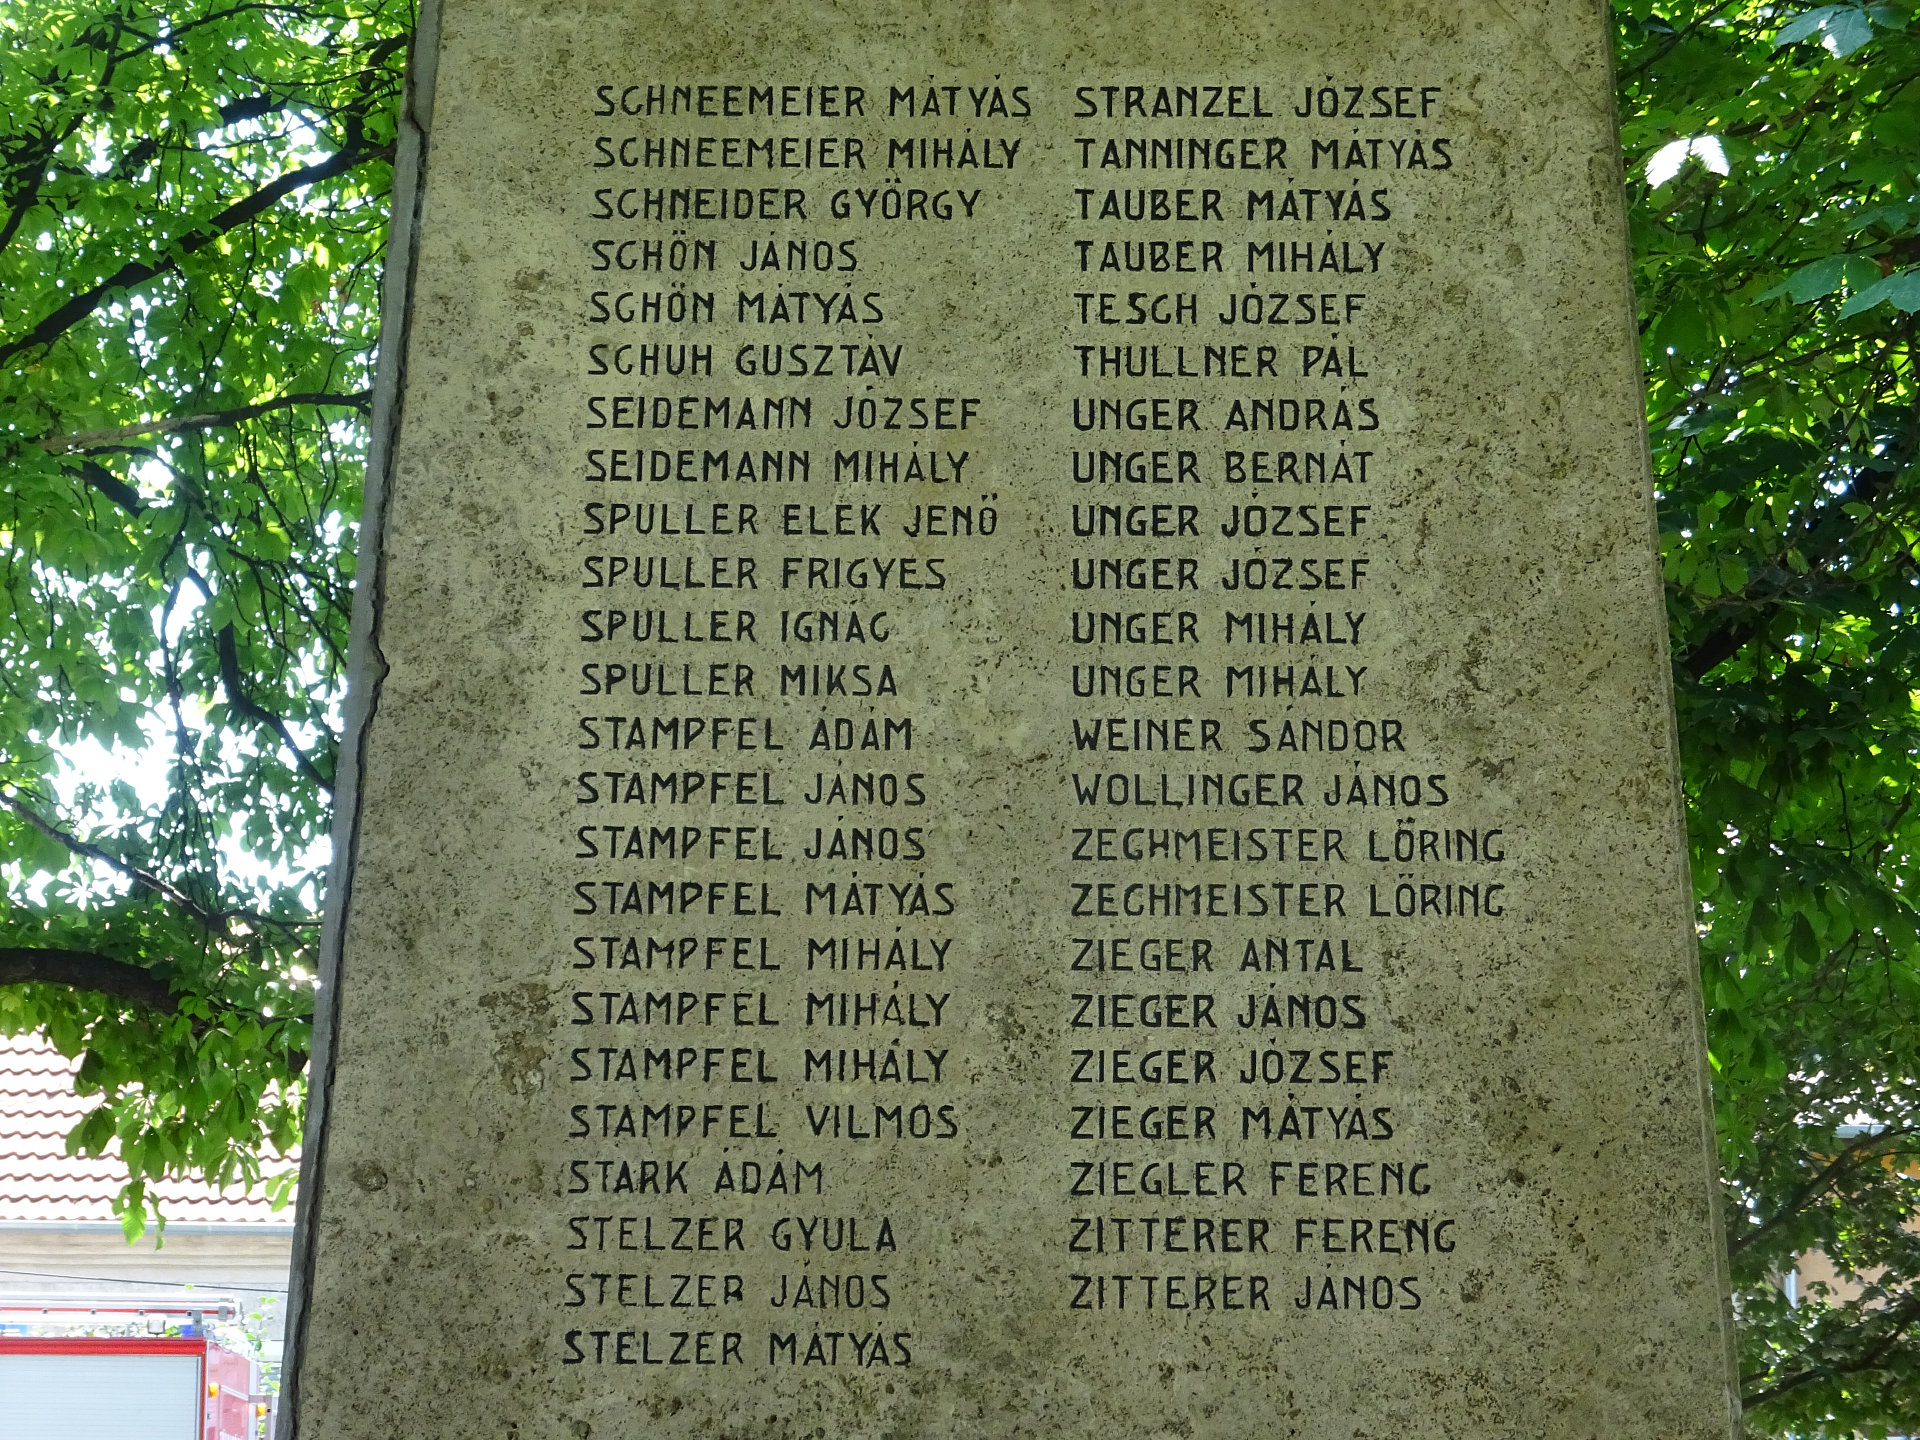 SCHNEEMEIER MÁTYÁS
SCHNEEMEIER MIHÁLY
SCHNEIDER GYÖRGY
SCHÖN JÁNOS
SCHÖN MÁTYÁS
SCHUH GUSZTÁV
SEIDEMANN JÓZSEF
SEIDEMANN MIHÁLY
SPULLER ELEK JENŐ
SPULLER FRIGYES
SPULLER IGNÁC
SPULLER MIKSA
STAMPFEL ÁDÁM
STAMPFEL JÁNOS
STAMPFEL JÁNOS
STAMPFEL MÁTYÁS
STAMPFEL MIHÁLY
STAMPFEL MIHÁLY
STAMPFEL MIHÁLY
STAMPFEL VILMOS
STARK ÁDÁM
STELZER GYULA
STELZER JÁNOS
STELZER MÁTYÁS
STRANZEL JÓZSEF
TANNINGER MÁTYÁS
TAUBER MÁTYÁS
TAUBER MIHÁLY
TESCH JÓZSEF
THULLNER PÁL
UNGER ANDRÁS
UNGER BERNÁT
UNGER JÓZSEF
UNGER JÓZSEF
UNGER MIHÁLY
UNGER MIHÁLY
WEINER SÁNDOR
WOLLINGER JÁNOS
ZECHMEISTER LŐRING
ZECHMEISTER LŐRING
ZIEGER ANTAL
ZIEGER JÁNOS
ZIEGER JÓZSEF
ZIEGER MÁTYÁS
ZIEGLER FERENC
ZITTERER FERENC
ZITTERER JÁNOS